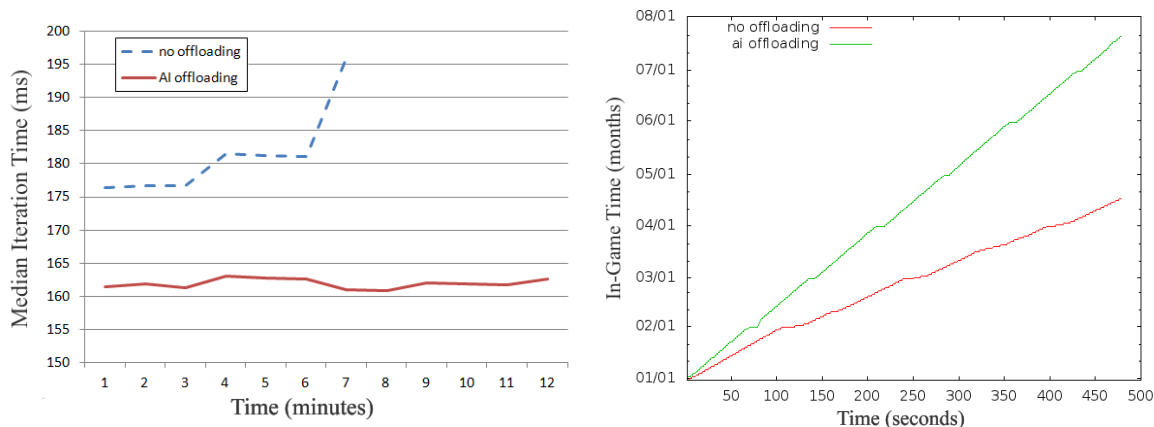 Median Iteration Time (ms)
200
195
190
185
180
175
170
165
160
155
150
no offloading
AI offloading
1 2 3 4 5 6 7 8 9 10 11 12
Time (minutes)
In-Game Time (months)
08/01
07/01
06/01
05/01
04/01
03/01
02/01
01/01
no offloading
ai offloading
50 100 150 200 250 300 350 400 450 500
Time (seconds)